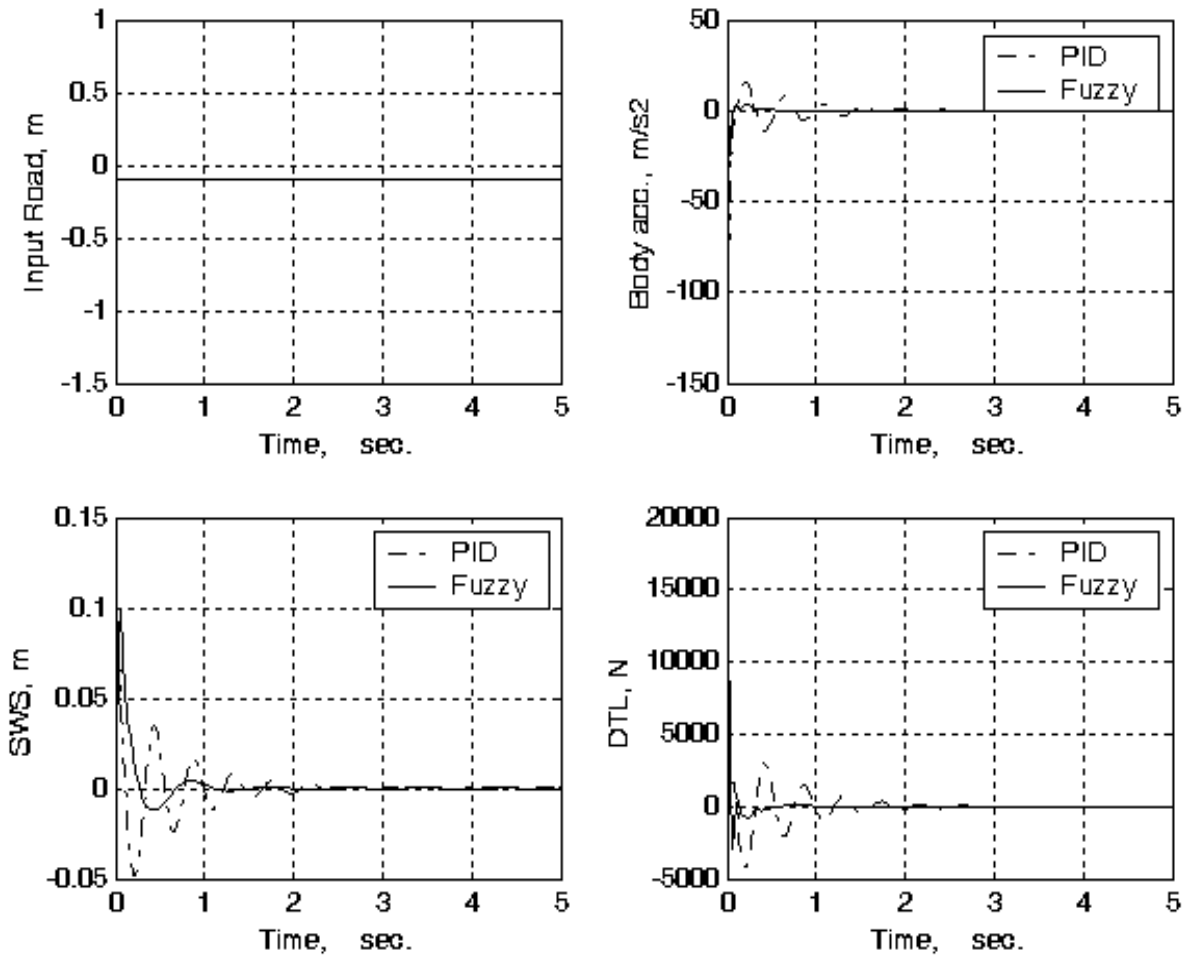 1
0.5
0
-0.5
-1
-1.5
Input Road, m
0 1 2 3 4 5
Time, sec.
50
0
-50
-100
-150
Body acc., m/s2
PID
Fuzzy
0 1 2 3 4 5
Time, sec.
0.15
0.1
0.05
0
-0.05
SWS, m
PID
Fuzzy
0 1 2 3 4 5
Time, sec.
20000
15000
10000
5000
0
-5000
DTL, N
PID
Fuzzy
0 1 2 3 4 5
Time, sec.